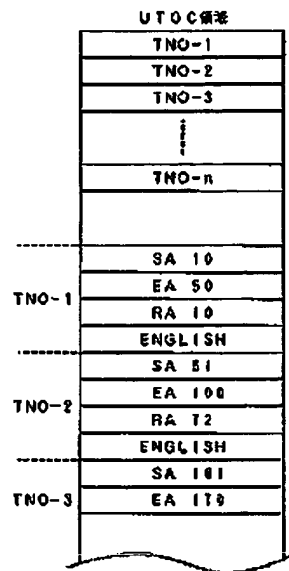 UTOC領域
TNO-1
TNO-2
TNO-3
TNO-n
TNO-1
SA 10
EA 50
RA 10
ENGLISH
TNO-2
SA 51
EA 100
RA 72
ENGLISH
TNO-3
SA 101
EA 170